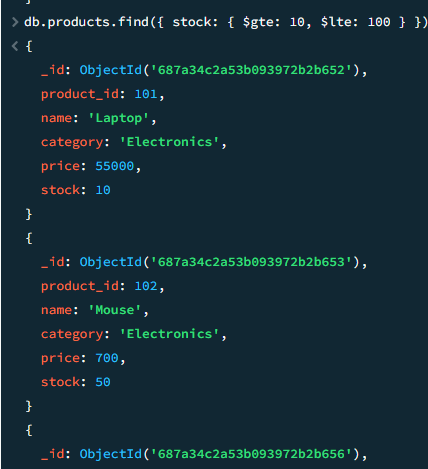 }
> db.products.find({ stock: { $gte: 10, $lte: 100 } })
< {
_id: ObjectId('687a34c2a53b093972b2b652'),
product_id: 101,
name: 'Laptop',
category: 'Electronics',
price: 55000,
stock: 10
}
{
_id: ObjectId('687a34c2a53b093972b2b653'),
product_id: 102,
name: 'Mouse',
category: 'Electronics',
price: 700,
stock: 50
}
{
_id: ObjectId('687a34c2a53b093972b2b656'),